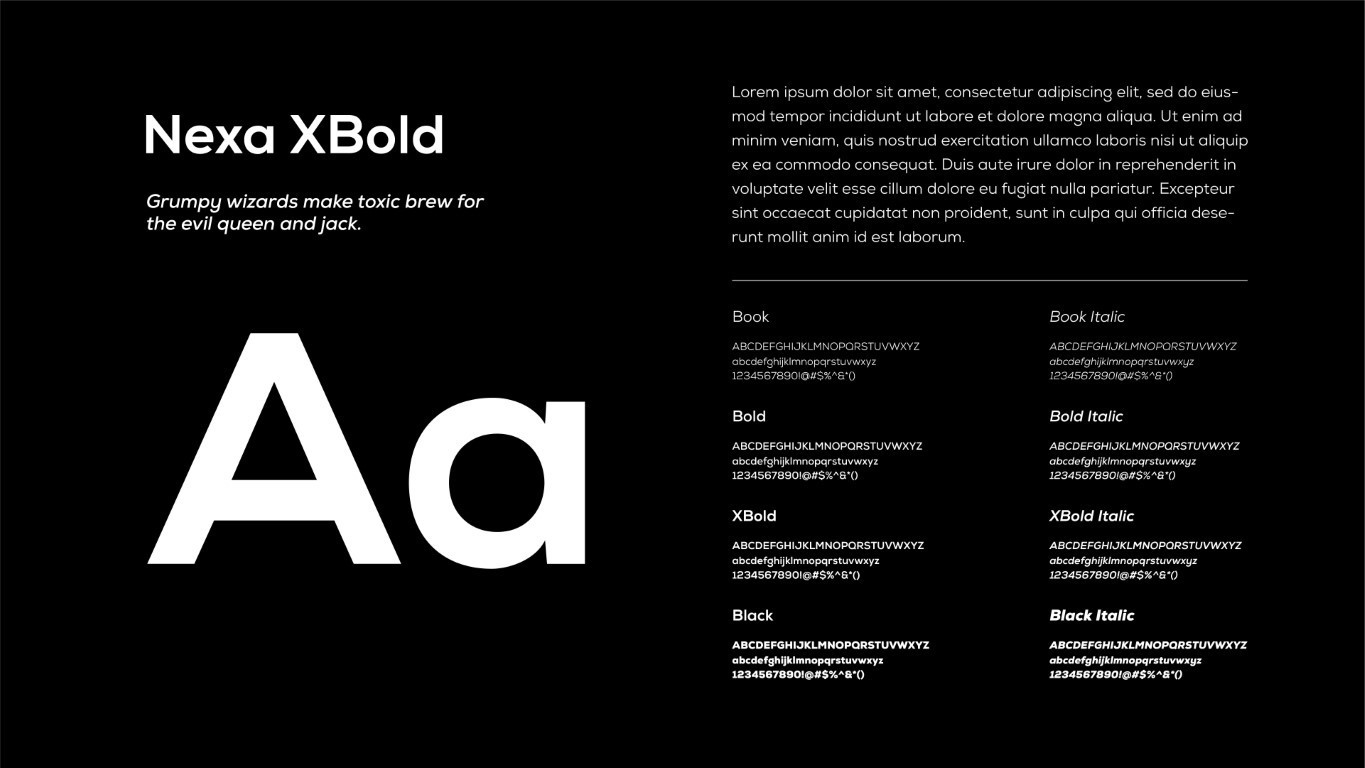 Nexa XBold
Grumpy wizards make toxic brew for
the evil queen and jack.
Aa
Lorem ipsum dolor sit amet, consectetur adipiscing elit, sed do eius-
mod tempor incididunt ut labore et dolore magna aliqua. Ut enim ad
minim veniam, quis nostrud exercitation ullamco laboris nisi ut aliquip
ex ea commodo consequat. Duis aute irure dolor in reprehenderit in
voluptate velit esse cillum dolore eu fugiat nulla pariatur. Excepteur
sint occaecat cupidatat non proident, sunt in culpa qui officia dese-
runt mollit anim id est laborum.
Book
ABCDEFGHIJKLMNOPQRSTUVWXYZ
abcdefghijklmnopqrstuvwxyz
1234567890!@#$%^&*()
Book Italic
ABCDEFGHIJKLMNOPQRSTUVWXYZ
abcdefghijklmnopqrstuvwxyz
1234567890!@#$%^&*()
Bold
ABCDEFGHIJKLMNOPQRSTUVWXYZ
abcdefghijklmnopqrstuvwxyz
1234567890!@#$%^&*()
Bold Italic
ABCDEFGHIJKLMNOPQRSTUVWXYZ
abcdefghijklmnopqrstuvwxyz
1234567890!@#$%^&*()
XBold
ABCDEFGHIJKLMNOPQRSTUVWXYZ
abcdefghijklmnopqrstuvwxyz
1234567890!@#$%^&*()
XBold Italic
ABCDEFGHIJKLMNOPQRSTUVWXYZ
abcdefghijklmnopqrstuvwxyz
1234567890!@#$%^&*()
Black
ABCDEFGHIJKLMNOPQRSTUVWXYZ
abcdefghijklmnopqrstuvwxyz
1234567890!@#$%^&*()
Black Italic
ABCDEFGHIJKLMNOPQRSTUVWXYZ
abcdefghijklmnopqrstuvwxyz
1234567890!@#$%^&*()